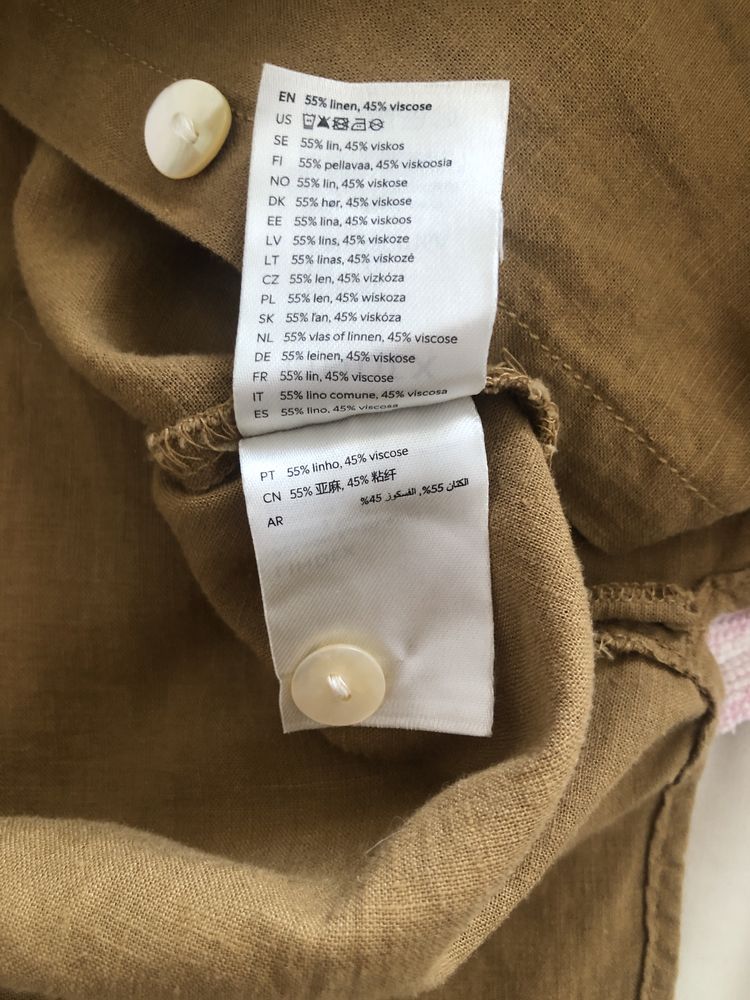 EN 55% linen, 45% viscose
US
SE 55% lin, 45% viskos
FI 55% pellavaa, 45% viskoosia
NO 55% lin, 45% viskose
DK 55% hør, 45% viskose
EE 55% lina, 45% viskoos
LV 55% lins, 45% viskoze
LT 55% linas, 45% viskozė
CZ 55% len, 45% vizkóza
PL 55% len, 45% wiskoza
SK 55% ľan, 45% viskóza
NL 55% vlas of linnen, 45% viscose
DE 55% leinen, 45% viskose
FR 55% lin, 45% viscose
IT 55% lino comune, 45% viscosa
ES 55% lino, 45% viscosa
PT 55% linho, 45% viscose
CN 55% 亚麻, 45% 粘纤
الكتان 55%, الفسكوز 45%
AR